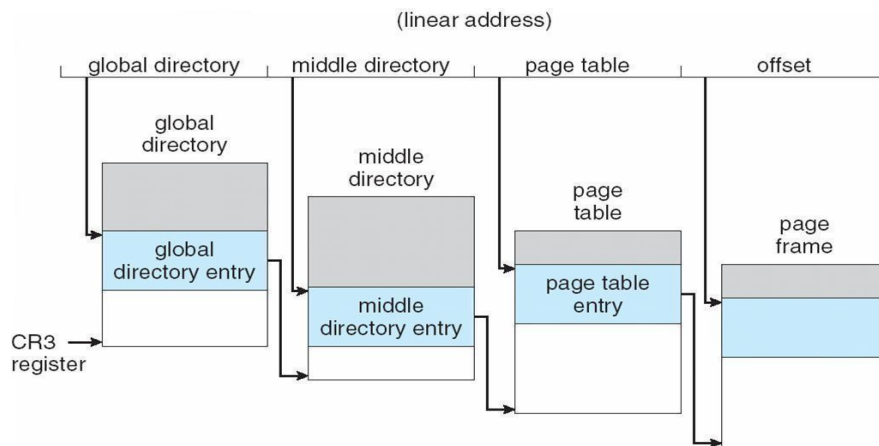 (linear address)
global directory
middle directory
page table
offset
global
directory
middle
directory
page
table
page
frame
global
directory entry
middle
directory entry
page table
entry
CR3
register